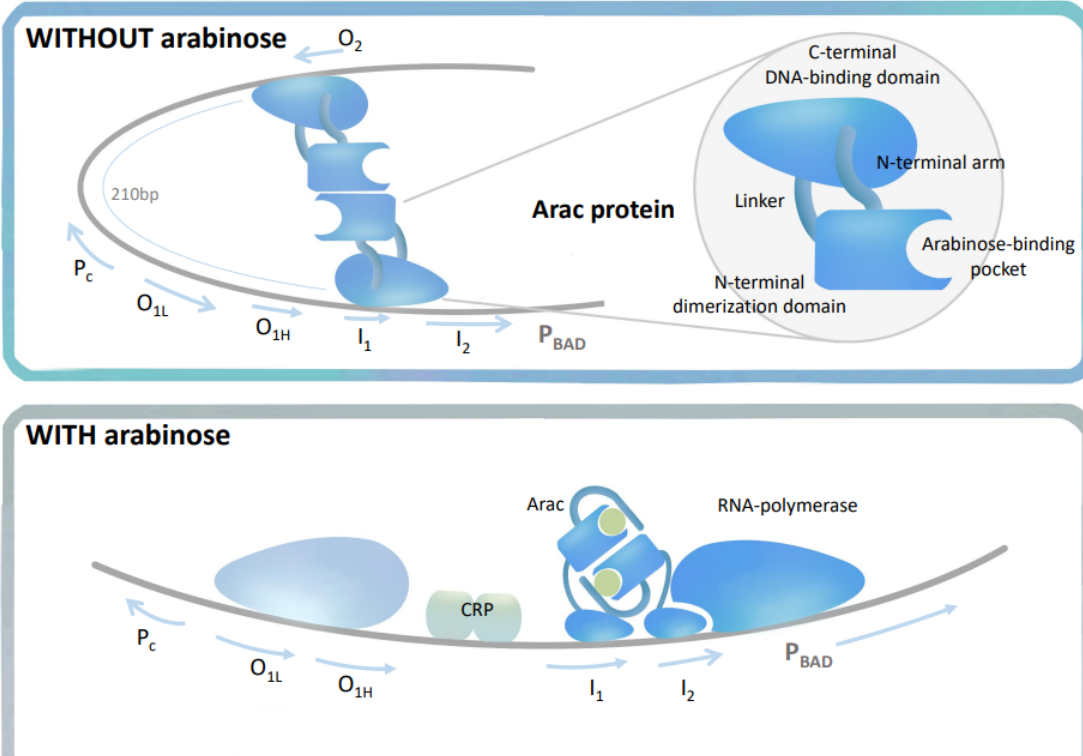 WITHOUT arabinose
O2
210bp
Pc
O1L
O1H
I1
I2
PBAD
Arac protein
C-terminal
DNA-binding domain
N-terminal arm
Linker
Arabinose-binding
pocket
N-terminal
dimerization domain
WITH arabinose
Arac
RNA-polymerase
CRP
Pc
O1L
O1H
I1
I2
PBAD